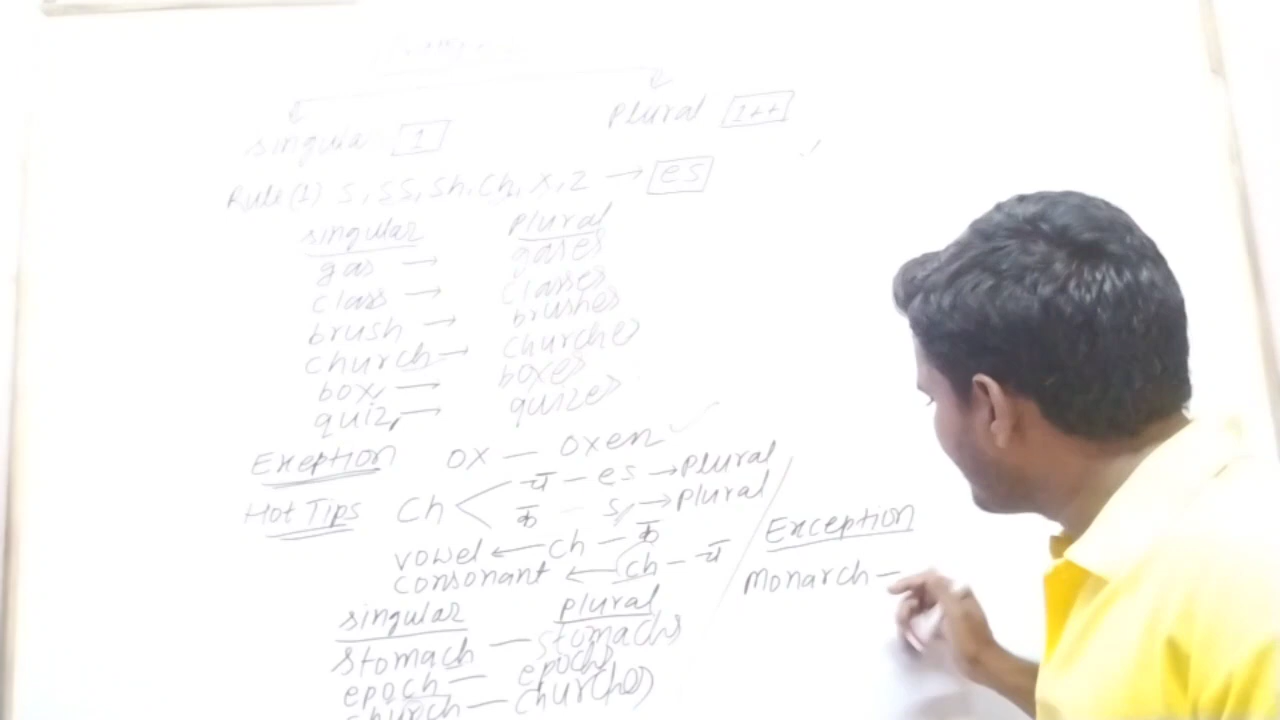 singular 1
plural 1++
Rule (1) s, ss, sh, ch, x, z → es
singular plural
gas → gases
class → classes
brush → brushes
church → churches
box → boxes
quiz → quizes
Exeption ox — oxen
Hot Tips ch
च — es → plural
क — s → plural
vowel ← ch — क
consonant ← ch — च
singular plural
stomach — stomachs
epoch — epochs
church — churches
Exception
Monarch —